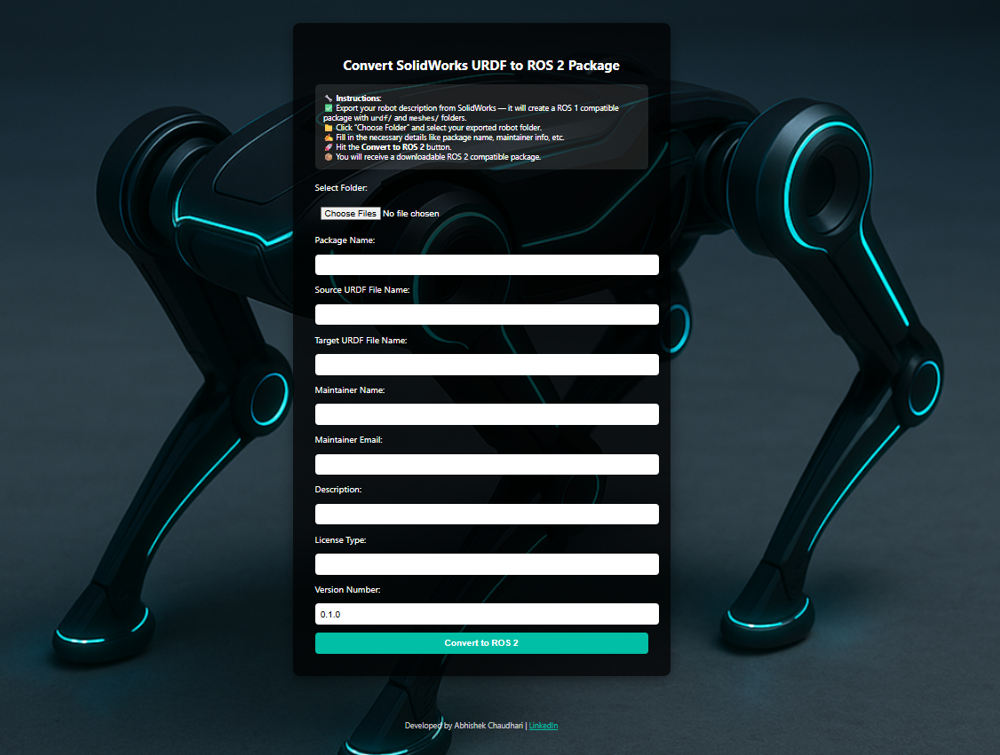 Convert SolidWorks URDF to ROS 2 Package
🔧 Instructions:
✅ Export your robot description from SolidWorks — it will create a ROS 1 compatible
package with urdf/ and meshes/ folders.
📁 Click "Choose Folder" and select your exported robot folder.
✍️ Fill in the necessary details like package name, maintainer info, etc.
🚀 Hit the Convert to ROS 2 button.
📦 You will receive a downloadable ROS 2 compatible package.
Select Folder:
Choose Files No file chosen
Package Name:
Source URDF File Name:
Target URDF File Name:
Maintainer Name:
Maintainer Email:
Description:
License Type:
Version Number:
0.1.0
Convert to ROS 2
Developed by Abhishek Chaudhari | LinkedIn